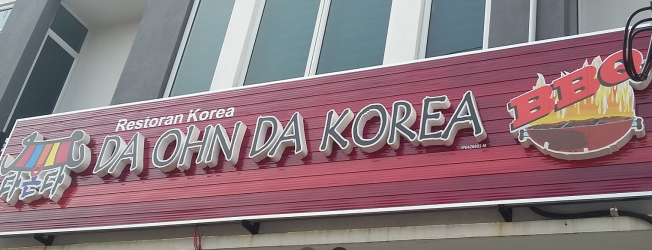 Restoran Korea
DA OHN DA KOREA
BBQ